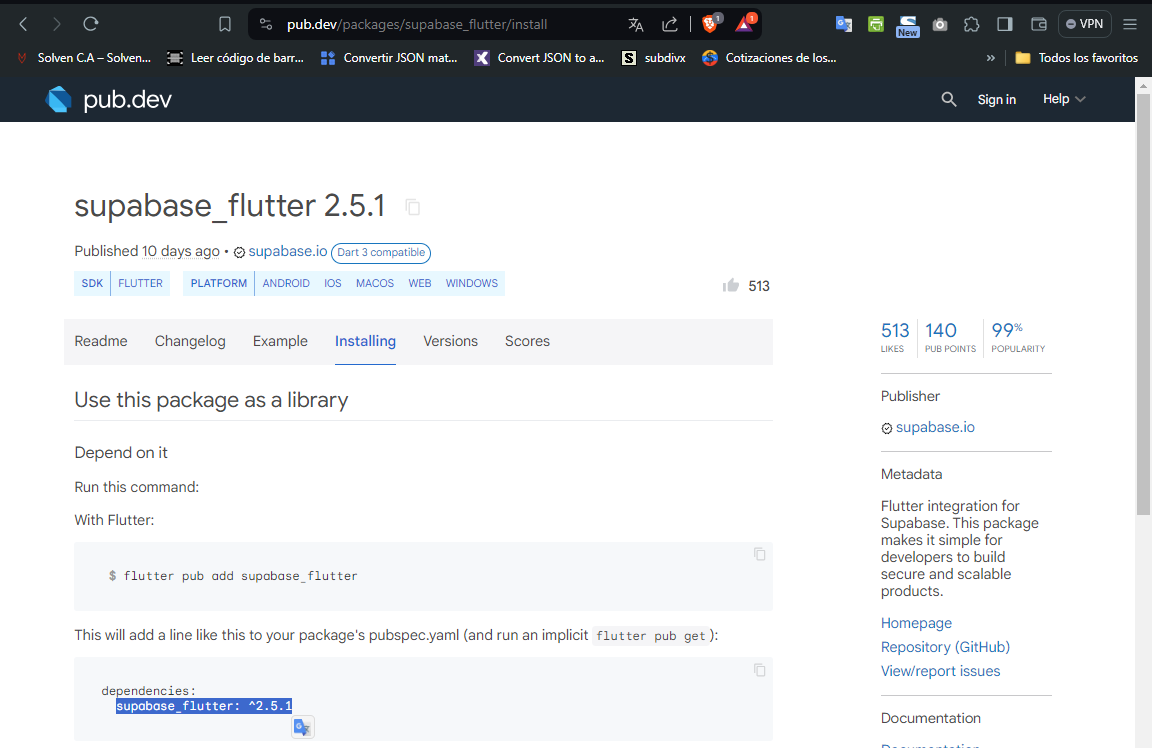 pub.dev/packages/supabase_flutter/install
1
1
New
VPN
Solven C.A – Solven...
Leer código de barr...
Convertir JSON mat...
Convert JSON to a...
S
subdivx
Cotizaciones de los...
»
Todos los favoritos
pub.dev
Sign in
Help
supabase_flutter 2.5.1
Published 10 days ago • supabase.io Dart 3 compatible
SDK FLUTTER PLATFORM ANDROID IOS MACOS WEB WINDOWS
513
Readme Changelog Example Installing Versions Scores
Use this package as a library
Depend on it
Run this command:
With Flutter:
$ flutter pub add supabase_flutter
This will add a line like this to your package's pubspec.yaml (and run an implicit flutter pub get):
dependencies:
supabase_flutter: ^2.5.1
513 140 99%
LIKES PUB POINTS POPULARITY
Publisher
supabase.io
Metadata
Flutter integration for
Supabase. This package
makes it simple for
developers to build
secure and scalable
products.
Homepage
Repository (GitHub)
View/report issues
Documentation
Documentation